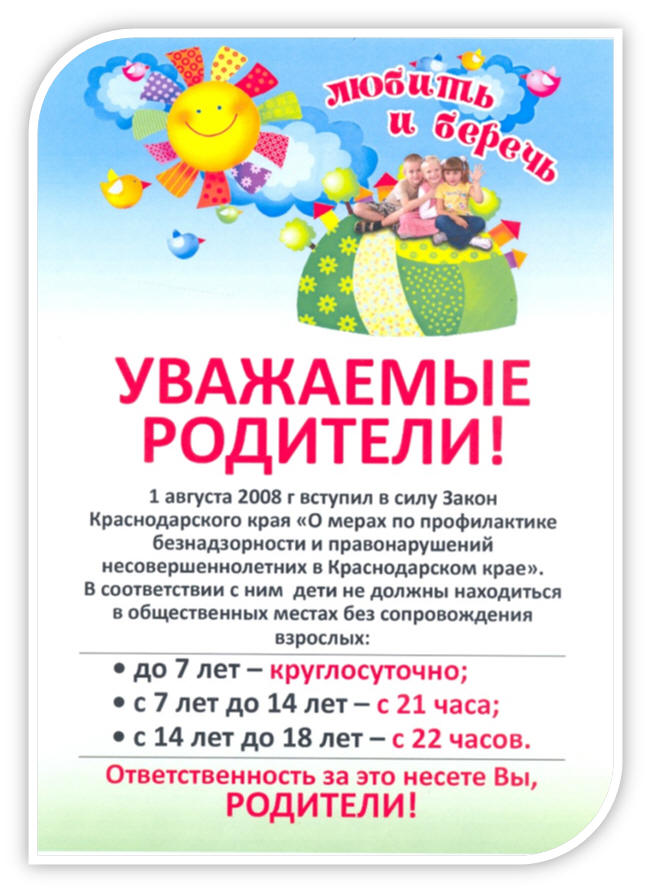 любить
и беречь
УВАЖАЕМЫЕ
РОДИТЕЛИ!
1 августа 2008 г вступил в силу Закон
Краснодарского края «О мерах по профилактике
безнадзорности и правонарушений
несовершеннолетних в Краснодарском крае».
В соответствии с ним дети не должны находиться
в общественных местах без сопровождения
взрослых:
• до 7 лет – круглосуточно;
• с 7 лет до 14 лет – с 21 часа;
• с 14 лет до 18 лет – с 22 часов.
Ответственность за это несете Вы,
РОДИТЕЛИ!